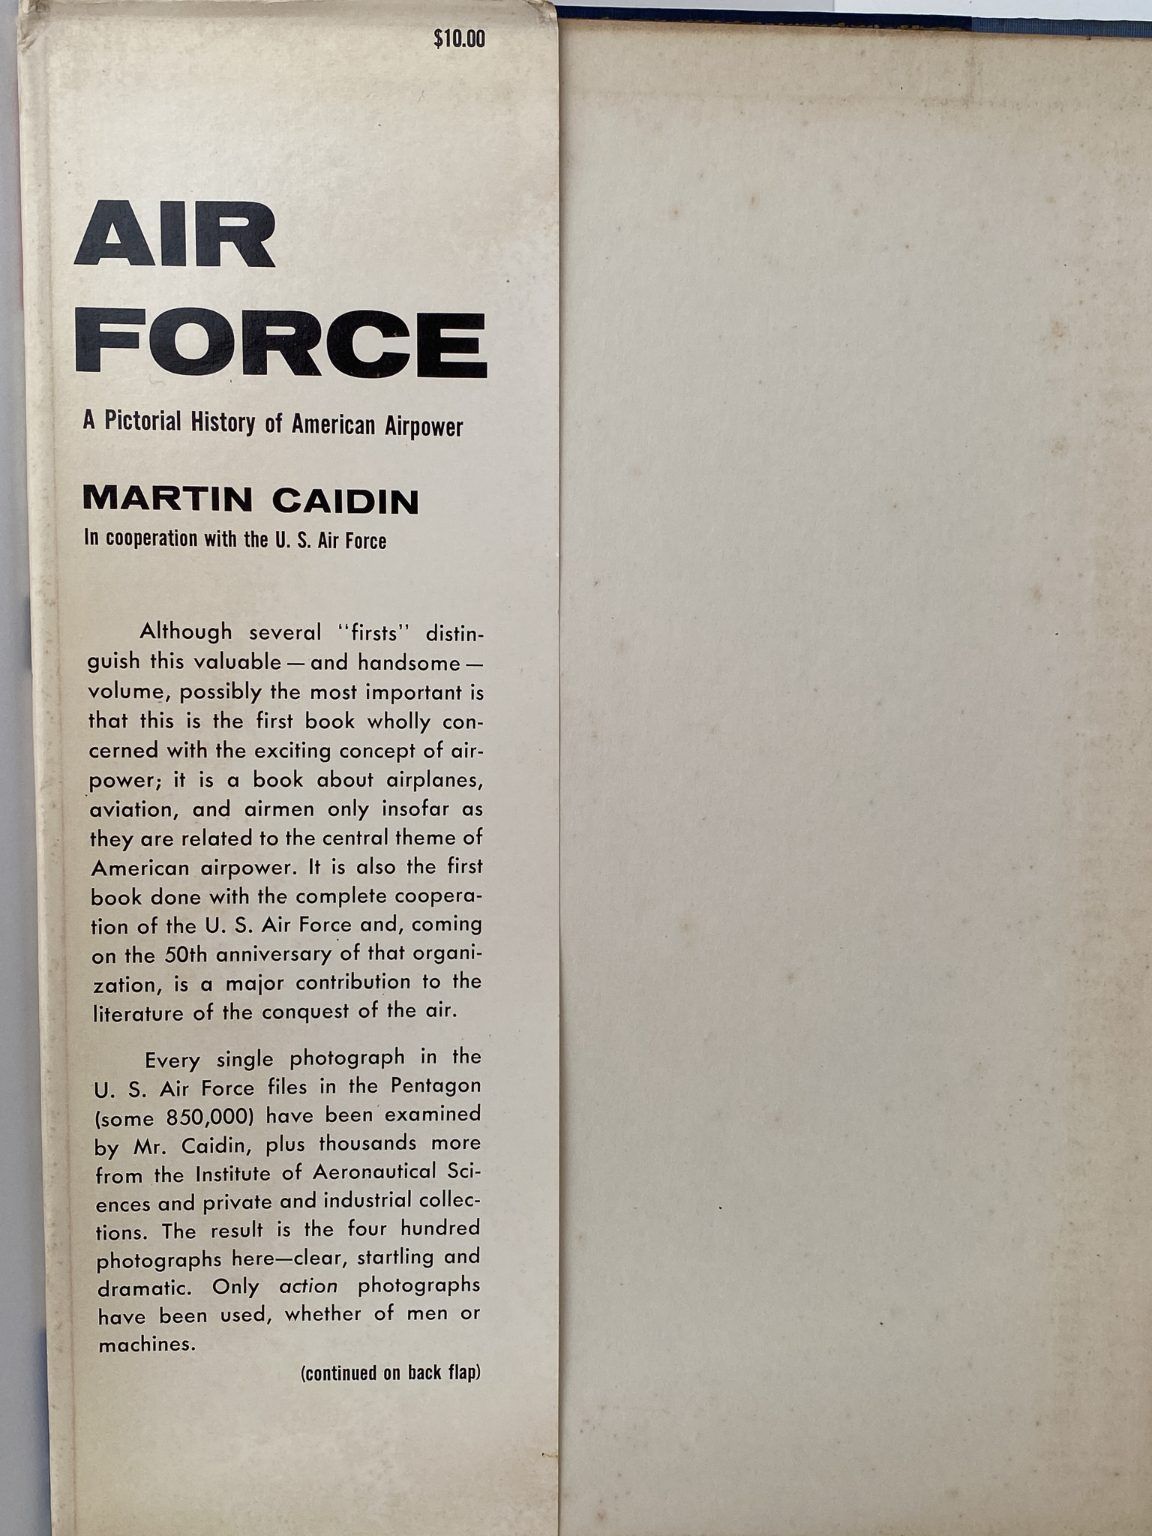 $10.00
AIR
FORCE
A Pictorial History of American Airpower
MARTIN CAIDIN
In cooperation with the U. S. Air Force
Although several "firsts" distin-
guish this valuable — and handsome —
volume, possibly the most important is
that this is the first book wholly con-
cerned with the exciting concept of air-
power; it is a book about airplanes,
aviation, and airmen only insofar as
they are related to the central theme of
American airpower. It is also the first
book done with the complete coopera-
tion of the U. S. Air Force and, coming
on the 50th anniversary of that organi-
zation, is a major contribution to the
literature of the conquest of the air.
Every single photograph in the
U. S. Air Force files in the Pentagon
(some 850,000) have been examined
by Mr. Caidin, plus thousands more
from the Institute of Aeronautical Sci-
ences and private and industrial collec-
tions. The result is the four hundred
photographs here—clear, startling and
dramatic. Only action photographs
have been used, whether of men or
machines.
(continued on back flap)